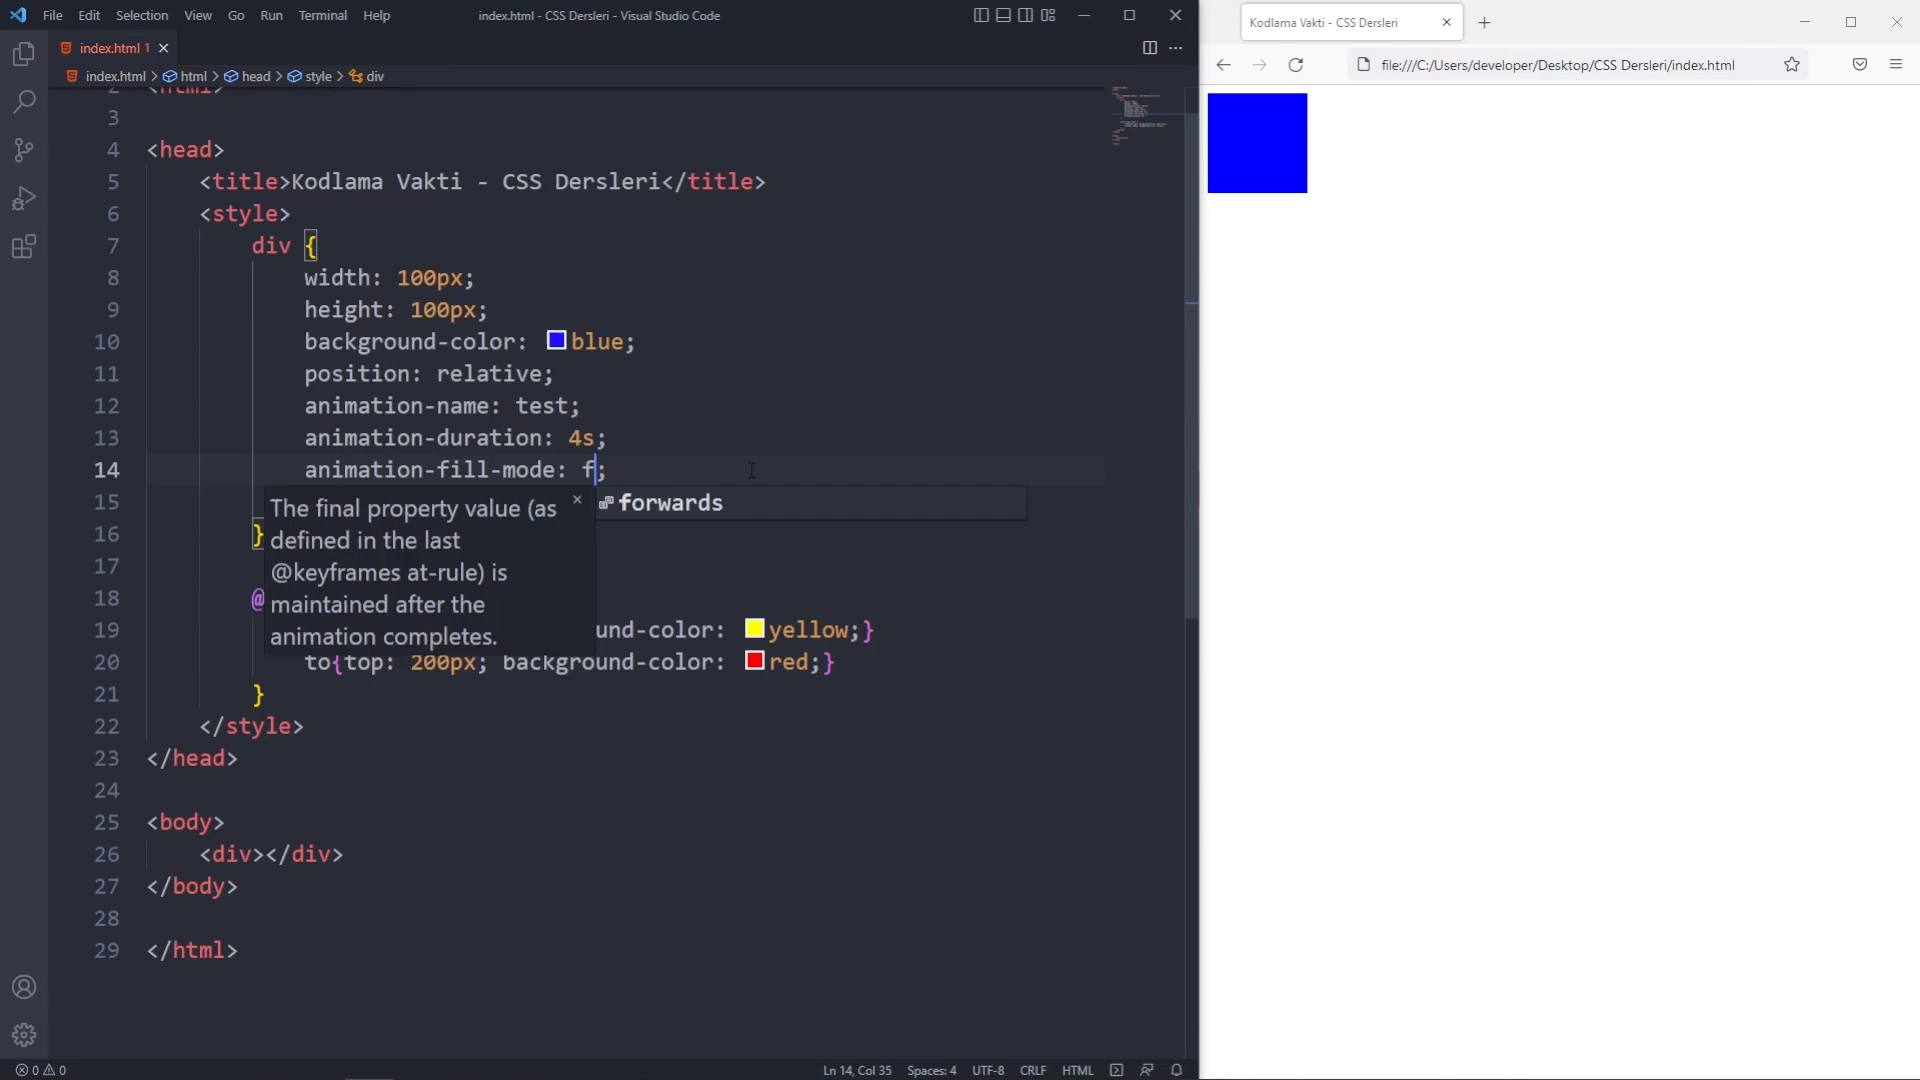 File Edit Selection View Go Run Terminal Help
index.html - CSS Dersleri - Visual Studio Code
index.html 1
index.html > html > head > style > div
2 <html>
3
4 <head>
5 <title>Kodlama Vakti - CSS Dersleri</title>
6 <style>
7 div {
8 width: 100px;
9 height: 100px;
10 background-color: blue;
11 position: relative;
12 animation-name: test;
13 animation-duration: 4s;
14 animation-fill-mode: f;
forwards
The final property value (as
defined in the last
@keyframes at-rule) is
maintained after the
animation completes.
15
16 }
17
18 @
19 und-color: yellow;}
20 to{top: 200px; background-color: red;}
21 }
22 </style>
23 </head>
24
25 <body>
26 <div></div>
27 </body>
28
29 </html>
0 0
Ln 14, Col 35 Spaces: 4 UTF-8 CRLF HTML
Kodlama Vakti - CSS Dersleri
file:///C:/Users/developer/Desktop/CSS Dersleri/index.html